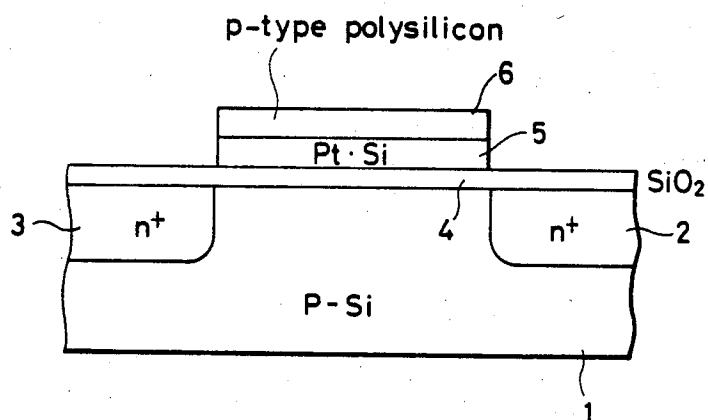 p-type polysilicon
6
5
Pt·Si
SiO₂
3
n⁺
4
n⁺
2
P-Si
1